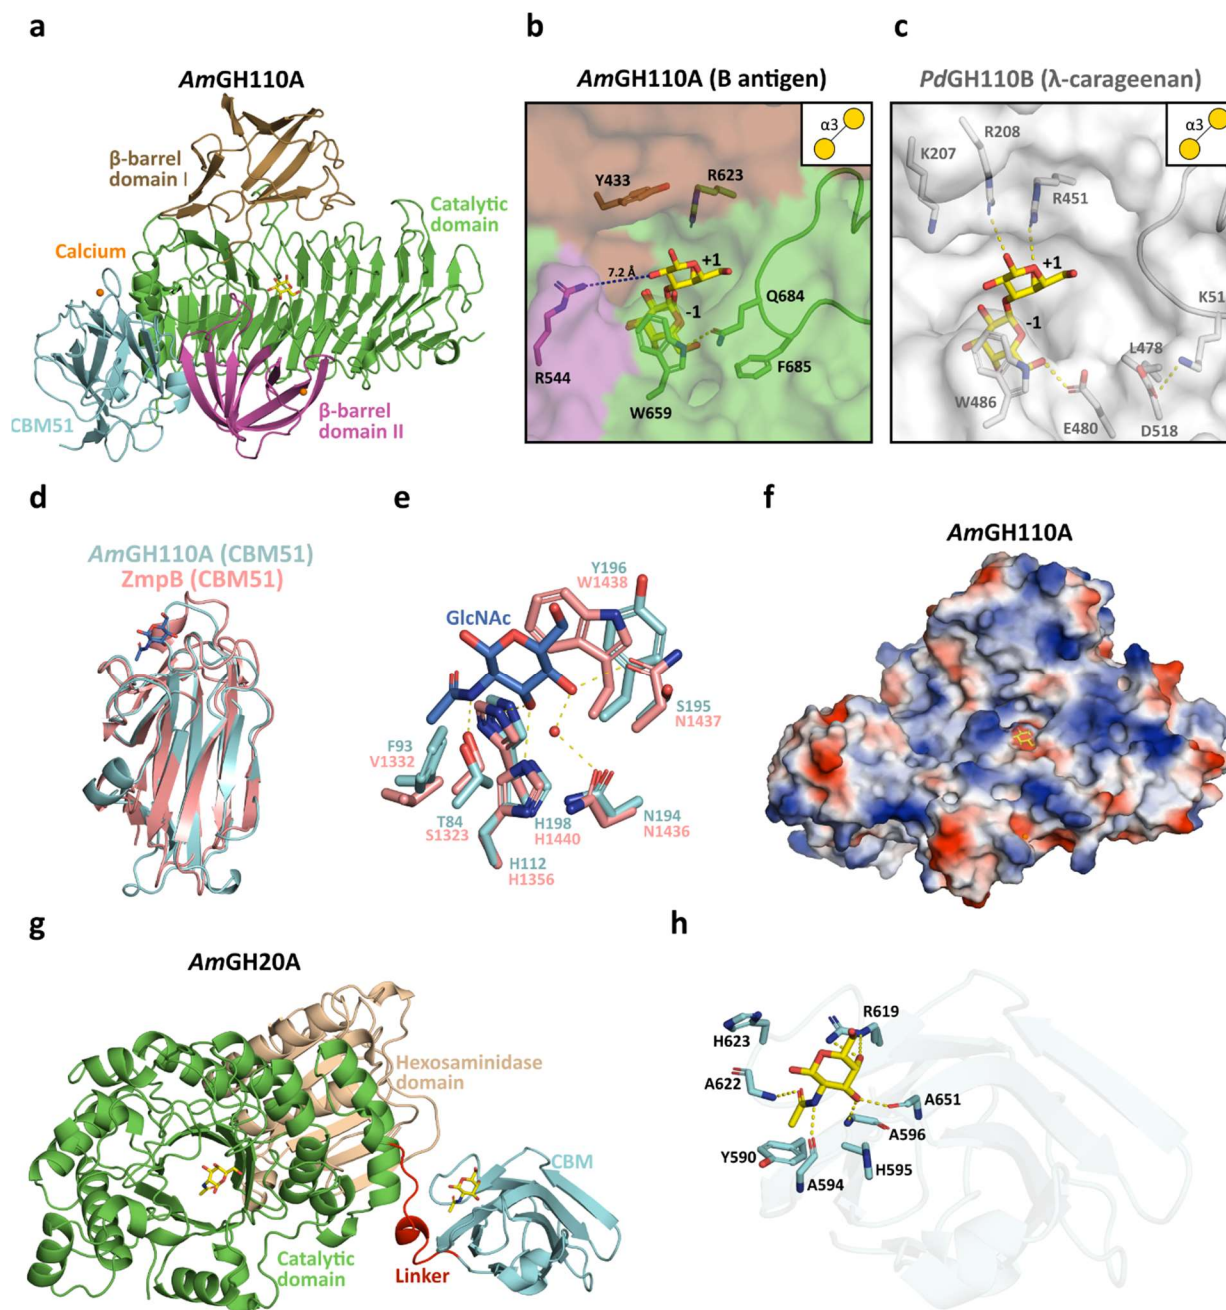 a
AmGH110A
β-barrel
domain I
Catalytic
domain
Calcium
CBM51
β-barrel
domain II
b
AmGH110A (B antigen)
α3
Y433
R623
+1
7.2 Å
-1
Q684
R544
F685
W659
c
PdGH110B (λ-carageenan)
α3
R208
K207
R451
+1
K51
-1
L478
W486
E480
D518
d
AmGH110A (CBM51)
ZmpB (CBM51)
e
Y196
W1438
GlcNAc
S195
N1437
F93
V1332
T84
S1323
H198
H1440
N194
N1436
H112
H1356
f
AmGH110A
g
AmGH20A
Hexosaminidase
domain
CBM
Catalytic
domain
Linker
h
R619
H623
A622
A651
A596
Y590
H595
A594